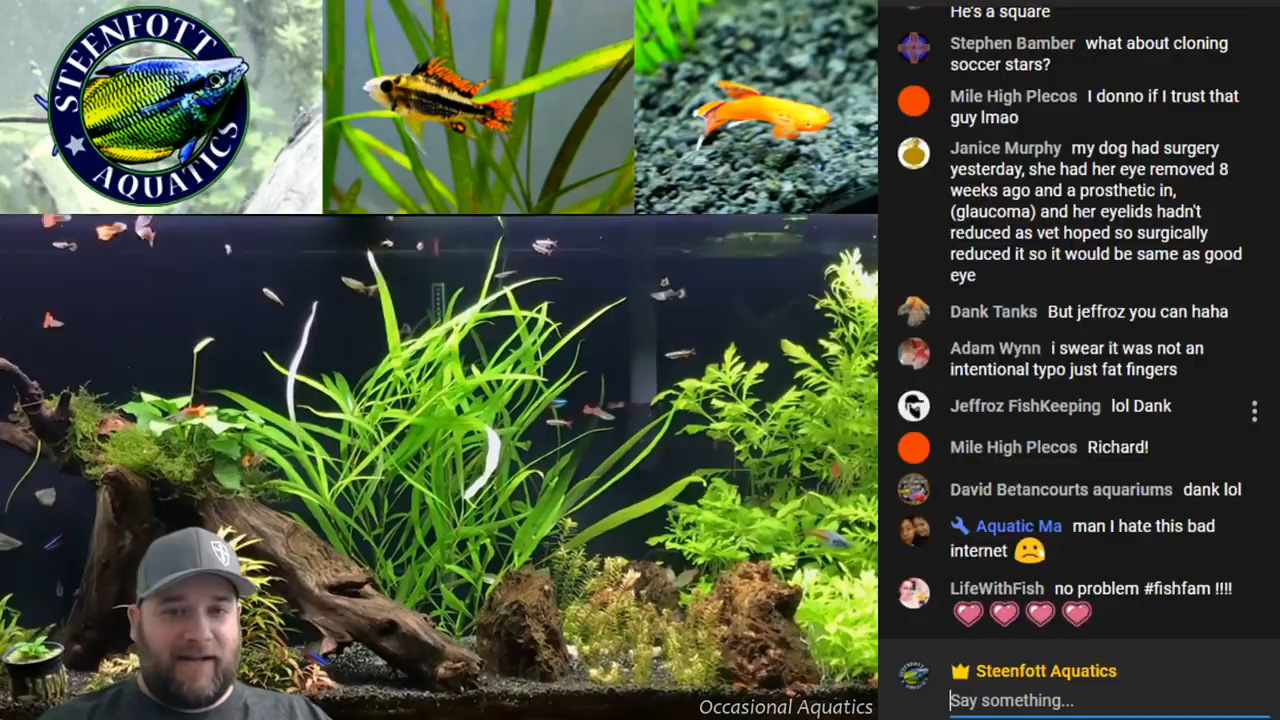 STEENFOTT
AQUATICS
He's a square
Stephen Bamber what about cloning
soccer stars?
Mile High Plecos I donno if I trust that
guy lmao
Janice Murphy my dog had surgery
yesterday, she had her eye removed 8
weeks ago and a prosthetic in,
(glaucoma) and her eyelids hadn't
reduced as vet hoped so surgically
reduced it so it would be same as good
eye
Dank Tanks But jeffroz you can haha
Adam Wynn i swear it was not an
intentional typo just fat fingers
Jeffroz FishKeeping lol Dank
Mile High Plecos Richard!
David Betancourts aquariums dank lol
Aquatic Ma man I hate this bad
internet
LifeWithFish no problem #fishfam !!!!
Steenfott Aquatics
Say something...
Occasional Aquatics